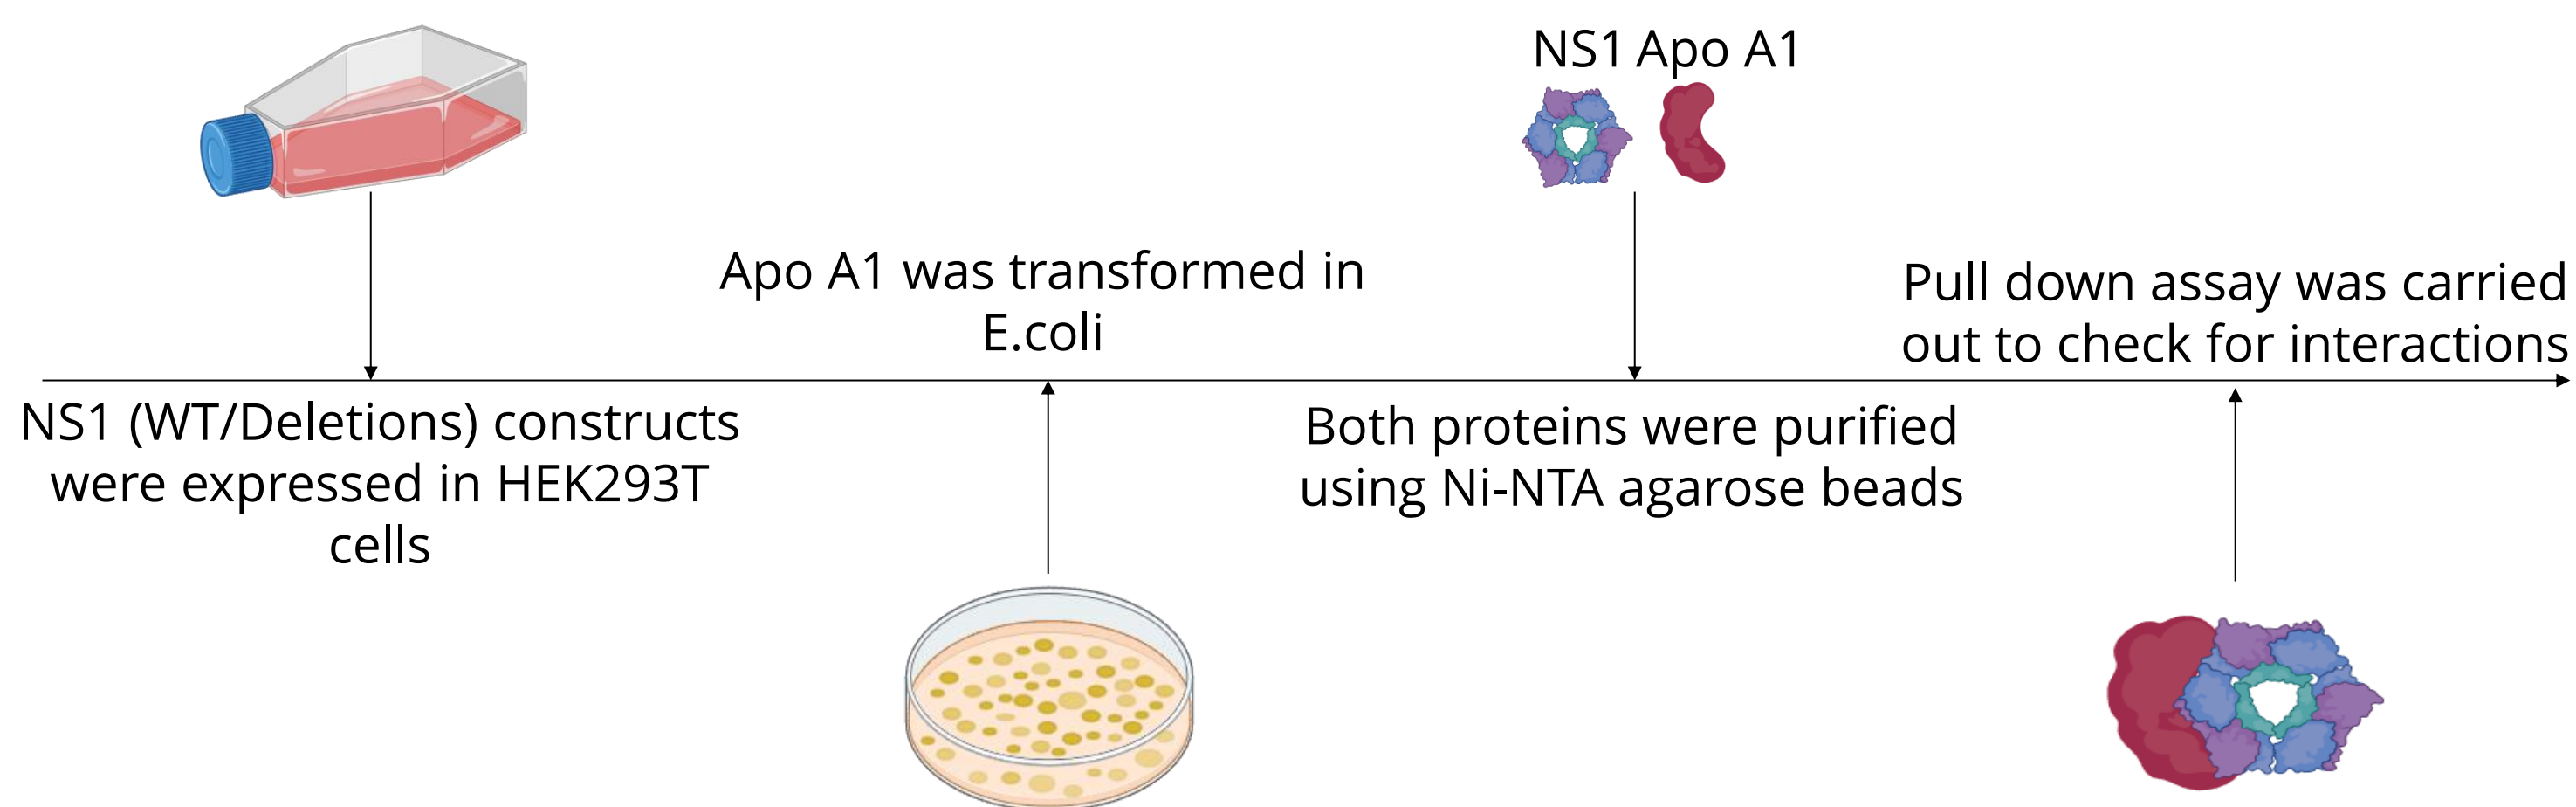 NS1 (WT/Deletions) constructs
were expressed in HEK293T
cells
Apo A1 was transformed in
E.coli
NS1 Apo A1
Both proteins were purified
using Ni-NTA agarose beads
Pull down assay was carried
out to check for interactions